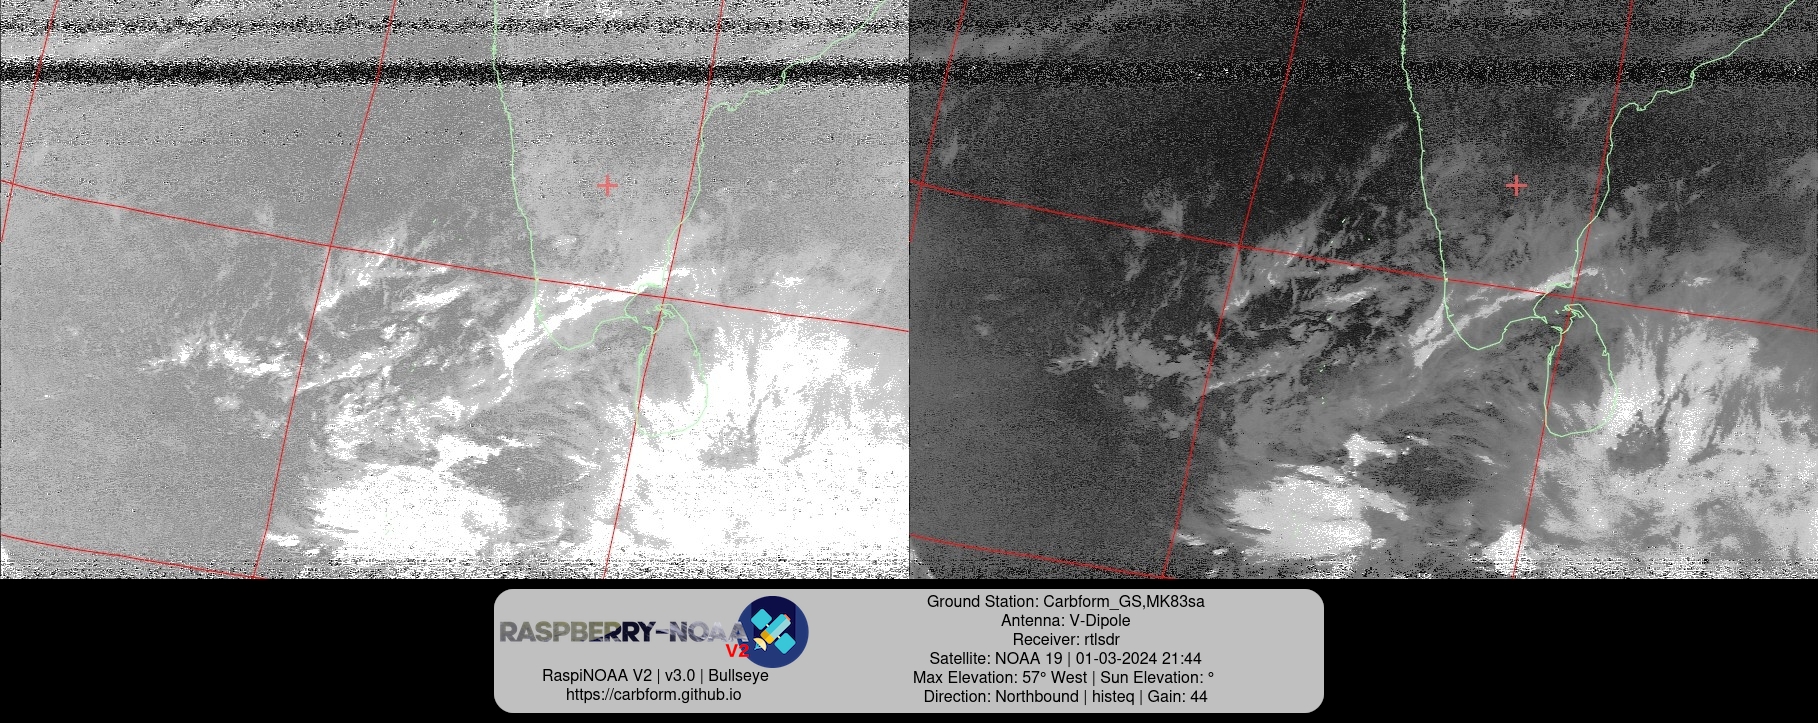 RASPBERRY-NOAA
V2
RaspiNOAA V2 | v3.0 | Bullseye
https://carbform.github.io
Ground Station: Carbform_GS,MK83sa
Antenna: V-Dipole
Receiver: rtlsdr
Satellite: NOAA 19 | 01-03-2024 21:44
Max Elevation: 57° West | Sun Elevation: °
Direction: Northbound | histeq | Gain: 44